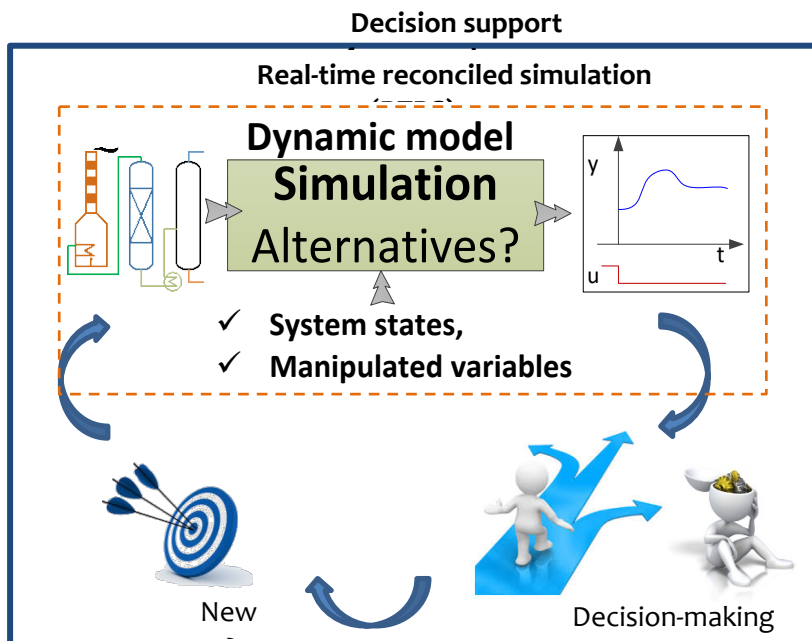 Decision support
Real-time reconciled simulation
Dynamic model
Simulation
Alternatives?
y
t
u
✓ System states,
✓ Manipulated variables
New
Decision-making